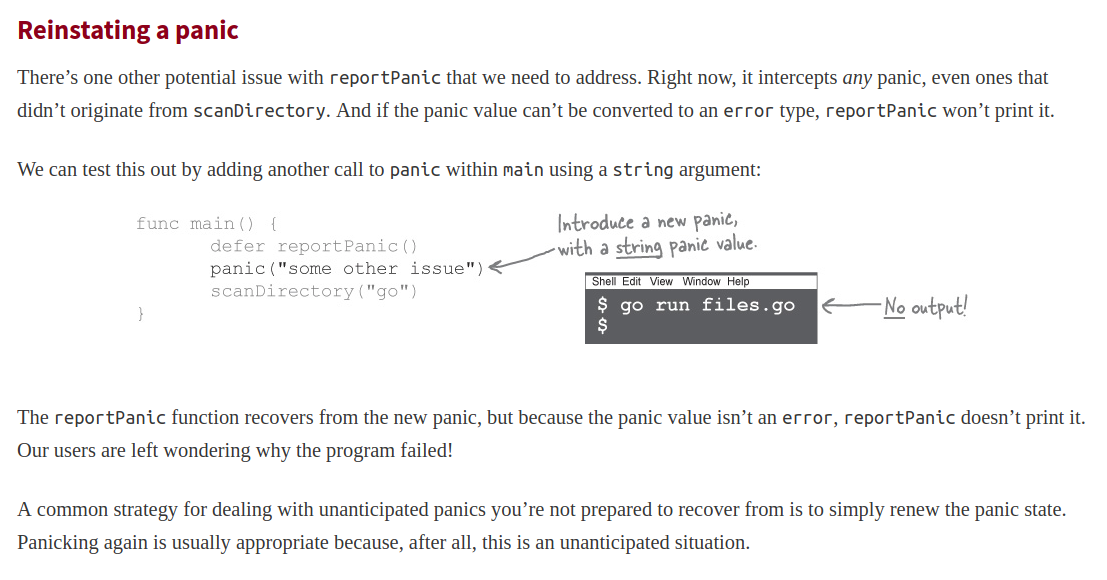 Reinstating a panic
There’s one other potential issue with reportPanic that we need to address. Right now, it intercepts any panic, even ones that
didn’t originate from scanDirectory. And if the panic value can’t be converted to an error type, reportPanic won’t print it.
We can test this out by adding another call to panic within main using a string argument:
func main() {
defer reportPanic()
panic("some other issue")
scanDirectory("go")
}
Introduce a new panic,
with a string panic value.
Shell Edit View Window Help
$ go run files.go
$
No output!
The reportPanic function recovers from the new panic, but because the panic value isn’t an error, reportPanic doesn’t print it.
Our users are left wondering why the program failed!
A common strategy for dealing with unanticipated panics you’re not prepared to recover from is to simply renew the panic state.
Panicking again is usually appropriate because, after all, this is an unanticipated situation.